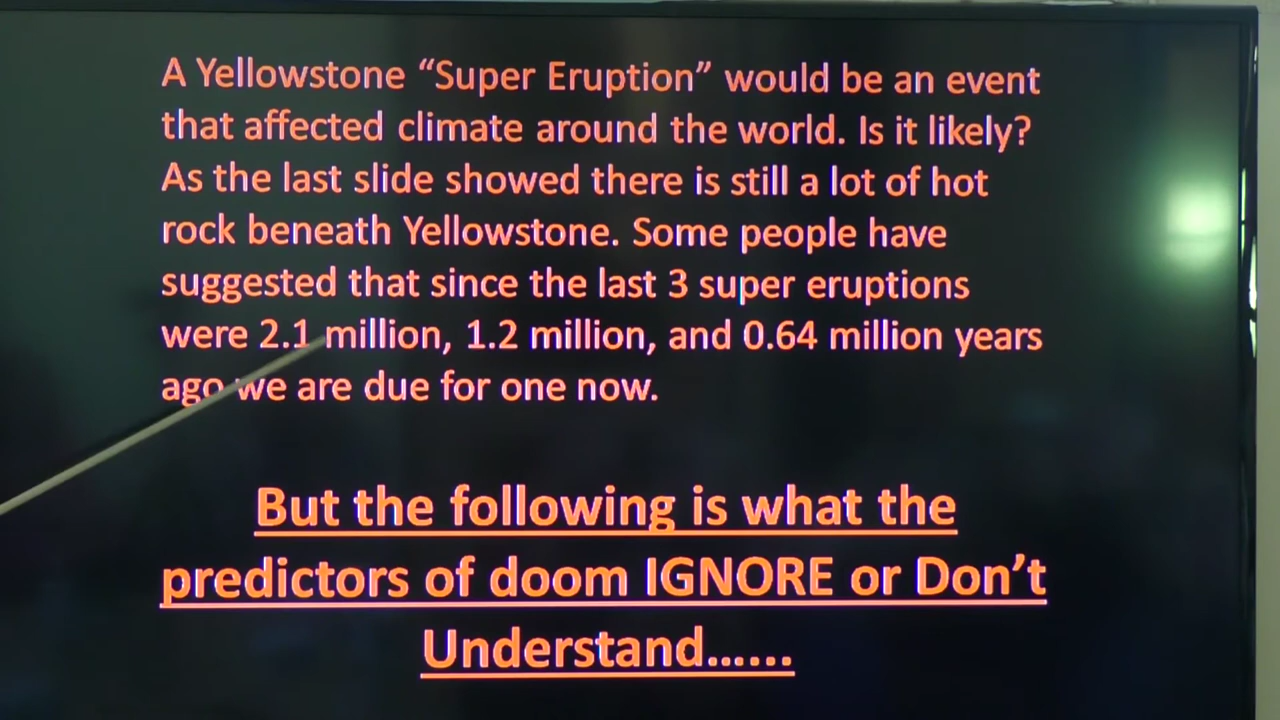 A Yellowstone “Super Eruption” would be an event
that affected climate around the world. Is it likely?
As the last slide showed there is still a lot of hot
rock beneath Yellowstone. Some people have
suggested that since the last 3 super eruptions
were 2.1 million, 1.2 million, and 0.64 million years
ago we are due for one now.
But the following is what the
predictors of doom IGNORE or Don’t
Understand......